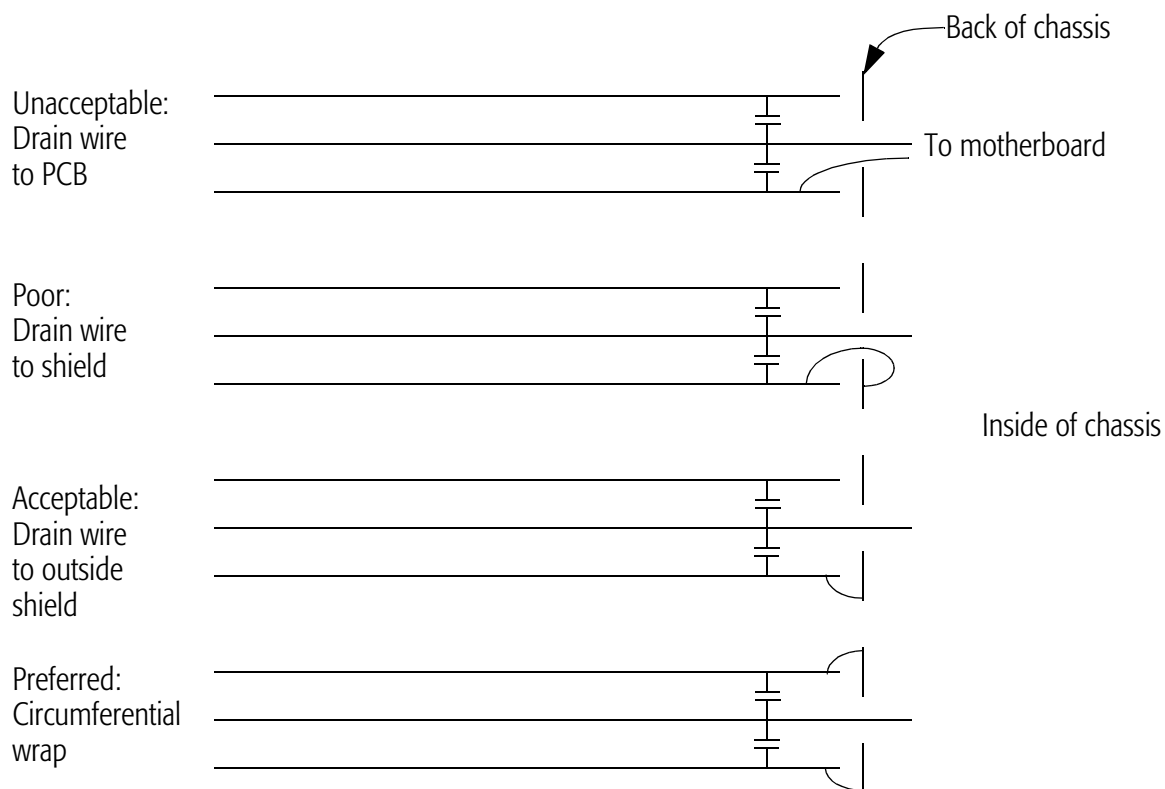 Back of chassis
Unacceptable:
Drain wire
to PCB
To motherboard
Poor:
Drain wire
to shield
Inside of chassis
Acceptable:
Drain wire
to outside
shield
Preferred:
Circumferential
wrap